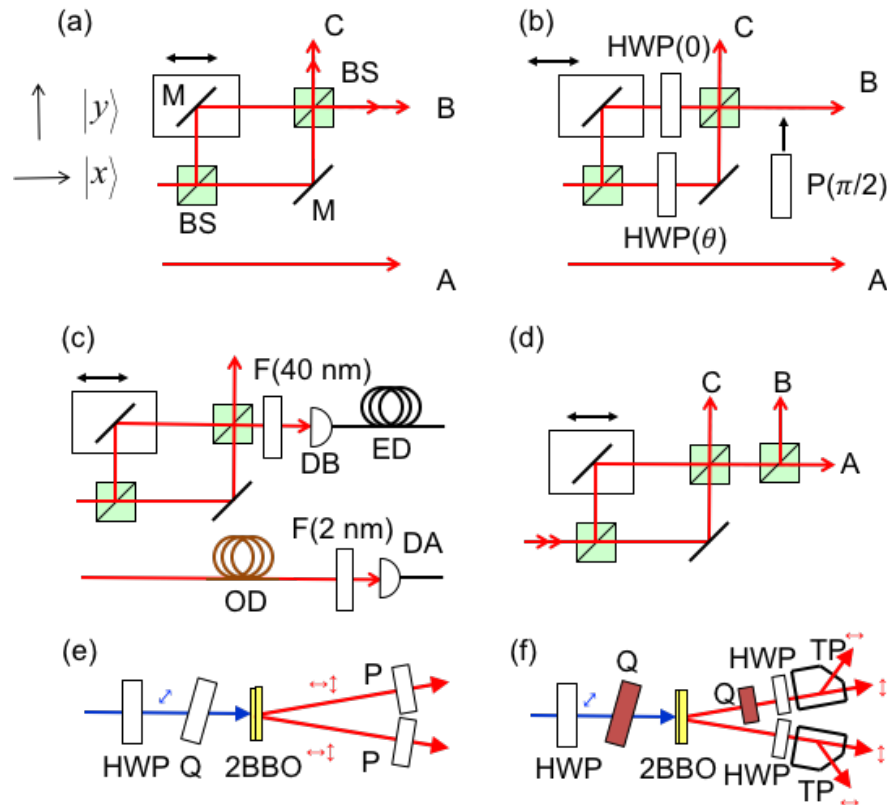 (a)
C
BS
M
B
|y⟩
|x⟩
BS
M
A
(b)
HWP(0)
C
B
P(π/2)
HWP(θ)
A
(c)
F(40 nm)
DB
ED
F(2 nm)
DA
OD
(d)
C
B
A
(e)
P
HWP
Q
2BBO
P
(f)
Q
HWP
TP
Q
HWP
2BBO
HWP
TP